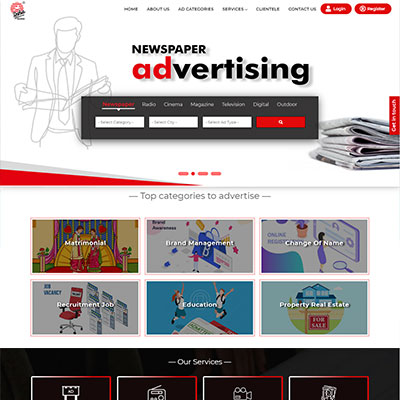 HOME
ABOUT US
AD CATEGORIES
SERVICES
CLIENTELE
CONTACT US
Login
Register
NEWSPAPER
advertising
Newspaper
Radio
Cinema
Magazine
Television
Digital
Outdoor
- Select Category -
- Select City -
- Select Ad Type -
Get in touch
— Top categories to advertise —
Matrimonial
Brand Awareness
Brand Management
ONLINE
Change Of Name
JOB VACANCY
Recruitment Job
Education
Property Real Estate
FOR SALE
— Our Services —
AD